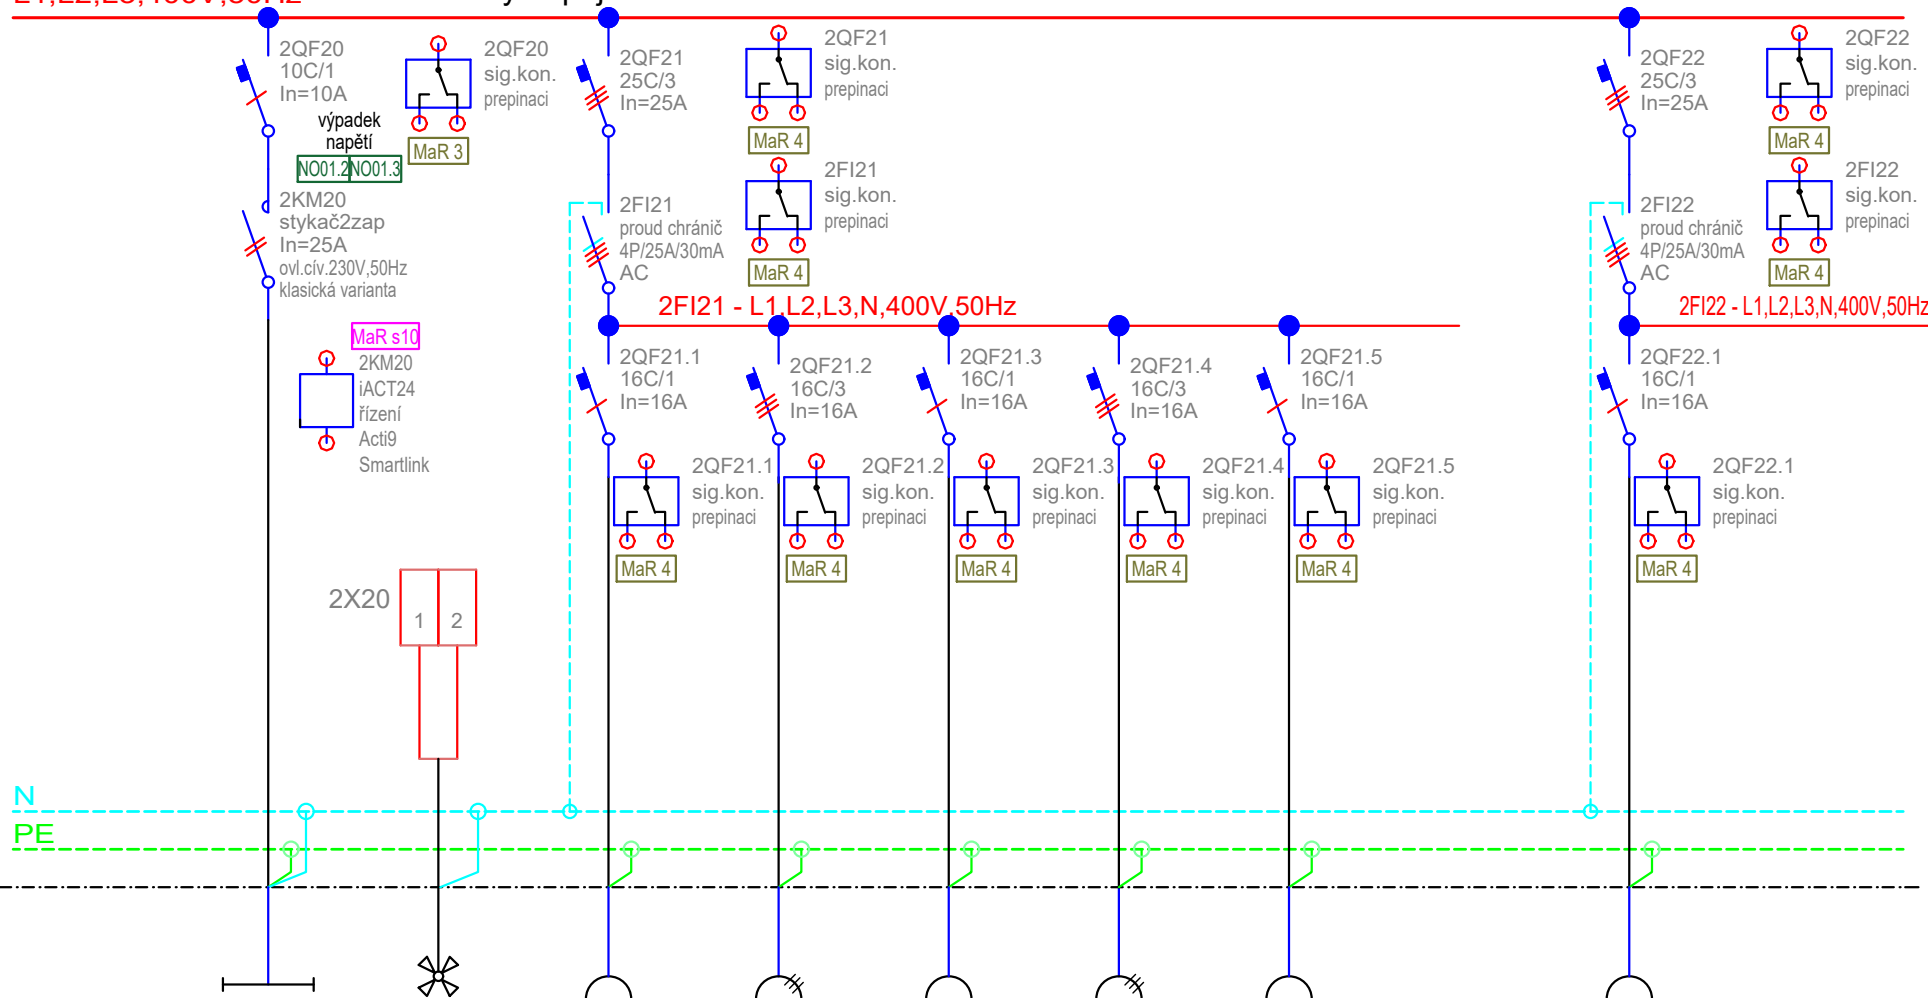 L1,L2,L3,400V,50Hz
2QF20
10C/1
In=10A
výpadek
napětí
NO01.2
NO01.3
2KM20
stykač2zap
In=25A
ovl.cív.230V,50Hz
klasická varianta
MaR s10
2KM20
iACT24
řízení
Acti9
Smartlink
2QF20
sig.kon.
prepinaci
MaR 3
2X20
1
2
2QF21
25C/3
In=25A
2QF21
sig.kon.
prepinaci
MaR 4
2FI21
sig.kon.
prepinaci
MaR 4
2FI21
proud chránič
4P/25A/30mA
AC
2FI21 - L1,L2,L3,N,400V,50Hz
2QF21.1
16C/1
In=16A
2QF21.2
16C/3
In=16A
2QF21.3
16C/1
In=16A
2QF21.4
16C/3
In=16A
2QF21.5
16C/1
In=16A
2QF21.1
sig.kon.
prepinaci
MaR 4
2QF21.2
sig.kon.
prepinaci
MaR 4
2QF21.3
sig.kon.
prepinaci
MaR 4
2QF21.4
sig.kon.
prepinaci
MaR 4
2QF21.5
sig.kon.
prepinaci
MaR 4
2QF22
25C/3
In=25A
2QF22
sig.kon.
prepinaci
MaR 4
2FI22
sig.kon.
prepinaci
MaR 4
2FI22
proud chránič
4P/25A/30mA
AC
2FI22 - L1,L2,L3,N,400V,50Hz
2QF22.1
16C/1
In=16A
2QF22.1
sig.kon.
prepinaci
MaR 4
N
PE